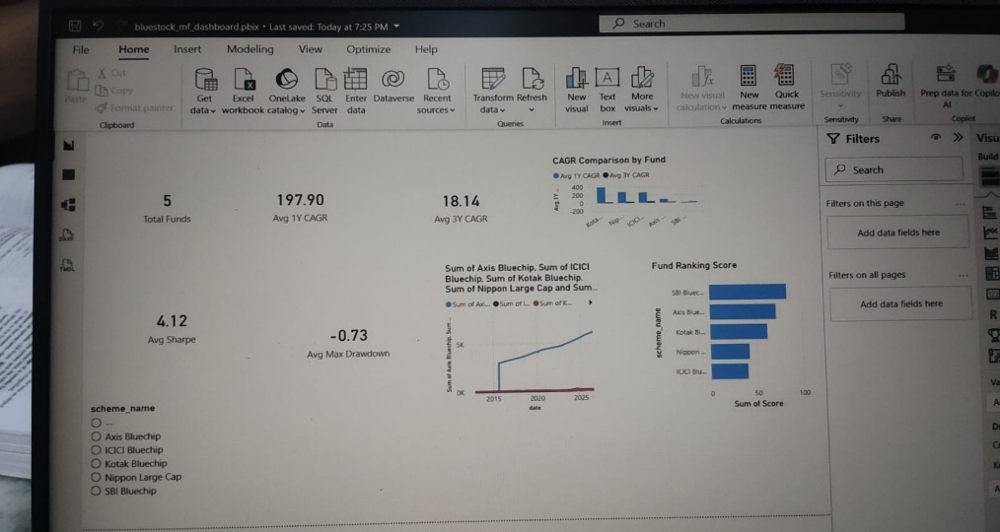 bluestock_mf_dashboard.pbix • Last saved: Today at 7:25 PM
Search
File Home Insert Modeling View Optimize Help
Paste
Cut
Copy
Format painter
Clipboard
Get data
Excel workbook
OneLake catalog
SQL Server
Enter data
Dataverse
Recent sources
Data
Transform data
Refresh
Queries
New visual
Text box
More visuals
Insert
New visual calculation
New measure
Quick measure
Calculations
Sensitivity
Sensitivity
Publish
Share
Prep data for AI
Copilot
Filters
Search
Filters on this page
...
Add data fields here
Filters on all pages
...
Add data fields here
Build
5
Total Funds
197.90
Avg 1Y CAGR
18.14
Avg 3Y CAGR
CAGR Comparison by Fund
Avg 1Y CAGR Avg 3Y CAGR
Avg 1Y ...
400
200
0
-200
Kota... Nip... ICICI... Axis ... SBI ...
4.12
Avg Sharpe
-0.73
Avg Max Drawdown
Sum of Axis Bluechip, Sum of ICICI
Bluechip, Sum of Kotak Bluechip,
Sum of Nippon Large Cap and Sum...
Sum of Axi... Sum of I... Sum of K...
Sum of Axis Bluechip, Sum ...
5K
0K
2015 2020 2025
date
Fund Ranking Score
scheme_name
SBI Bluec...
Axis Blue...
Kotak Bl...
Nippon ...
ICICI Blu...
0 50 100
Sum of Score
scheme_name
Axis Bluechip
ICICI Bluechip
Kotak Bluechip
Nippon Large Cap
SBI Bluechip